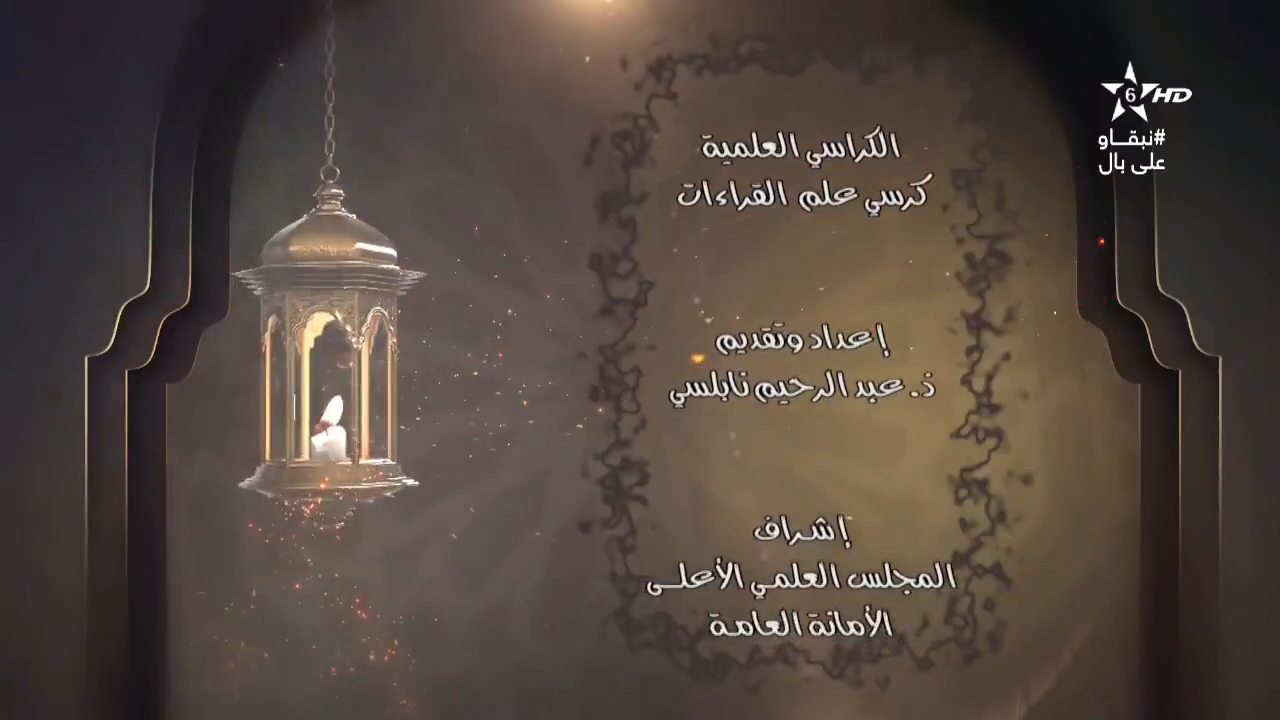 الكراسي العلمية
كرسي علم القراءات
إعداد وتقديم
ذ. عبد الرحيم نابلسي
إشراف
المجلس العلمي الأعلى
الأمانة العامة
6 HD
#نبقاو
على بال